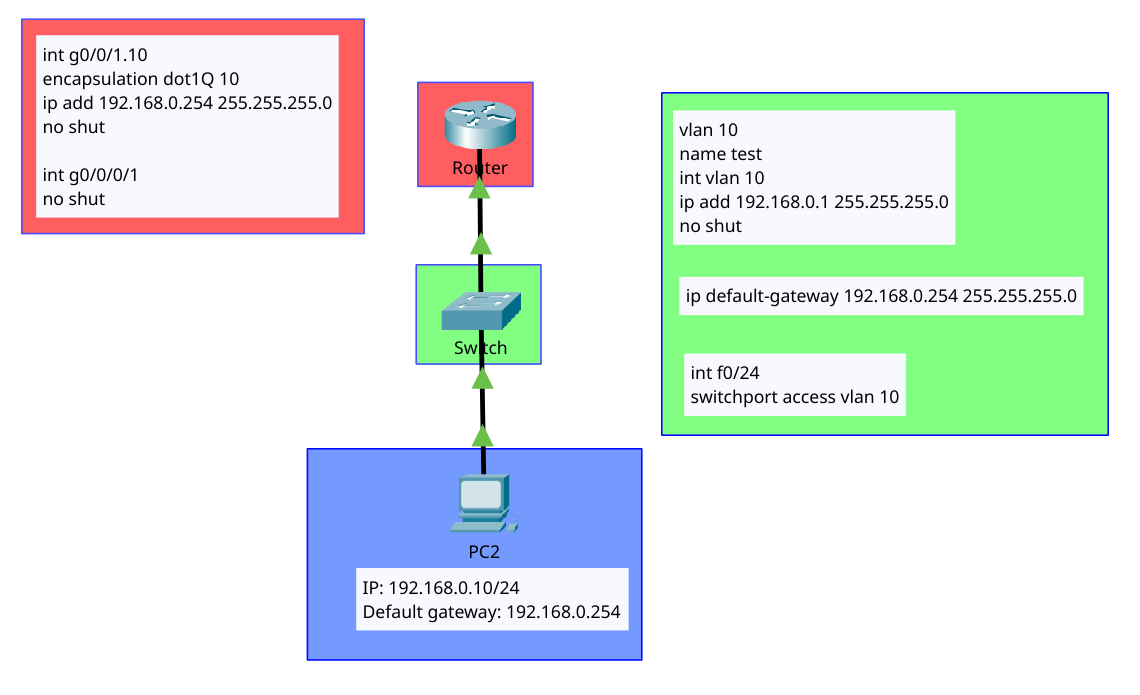 int g0/0/1.10
encapsulation dot1Q 10
ip add 192.168.0.254 255.255.255.0
no shut
int g0/0/0/1
no shut
Router
Switch
vlan 10
name test
int vlan 10
ip add 192.168.0.1 255.255.255.0
no shut
ip default-gateway 192.168.0.254 255.255.255.0
int f0/24
switchport access vlan 10
PC2
IP: 192.168.0.10/24
Default gateway: 192.168.0.254